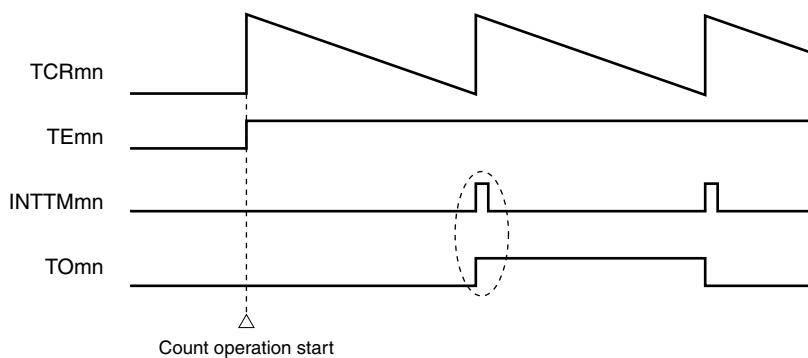 TCRmn
TEmn
INTTMmn
TOmn
Count operation start